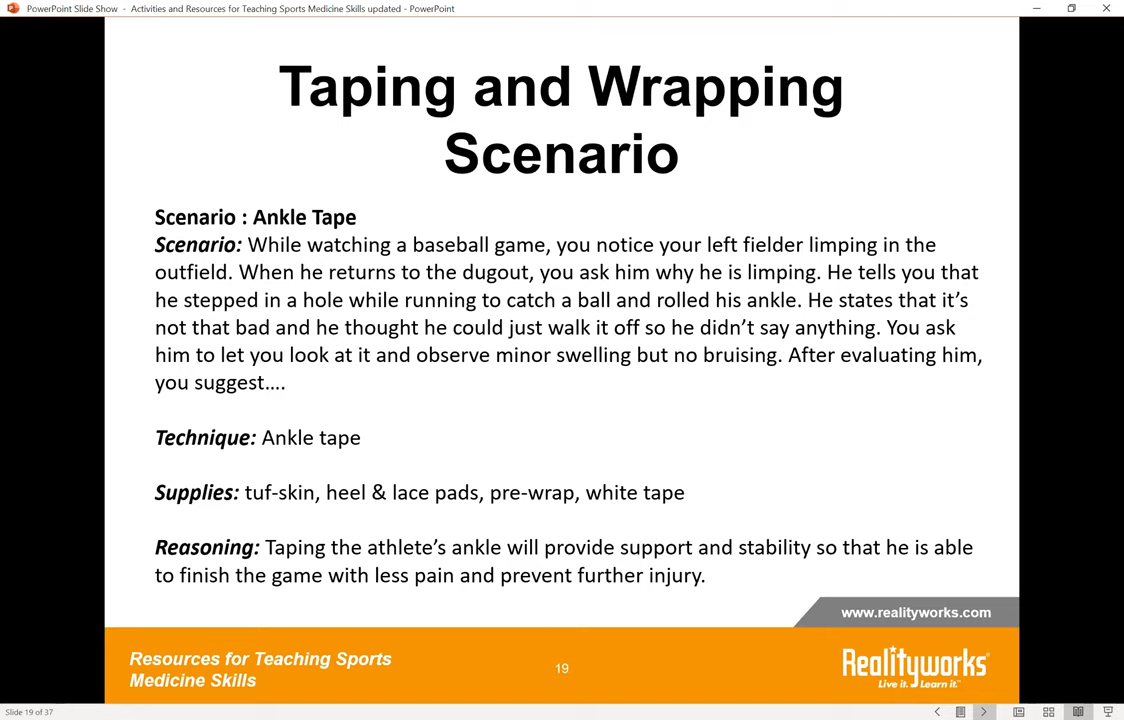 PowerPoint Slide Show - Activities and Resources for Teaching Sports Medicine Skills updated - PowerPoint
Taping and Wrapping
Scenario
Scenario : Ankle Tape
Scenario: While watching a baseball game, you notice your left fielder limping in the
outfield. When he returns to the dugout, you ask him why he is limping. He tells you that
he stepped in a hole while running to catch a ball and rolled his ankle. He states that it’s
not that bad and he thought he could just walk it off so he didn’t say anything. You ask
him to let you look at it and observe minor swelling but no bruising. After evaluating him,
you suggest….
Technique: Ankle tape
Supplies: tuf-skin, heel & lace pads, pre-wrap, white tape
Reasoning: Taping the athlete’s ankle will provide support and stability so that he is able
to finish the game with less pain and prevent further injury.
www.realityworks.com
Resources for Teaching Sports
Medicine Skills
19
Realityworks
Live it. Learn it.™
Slide 19 of 37